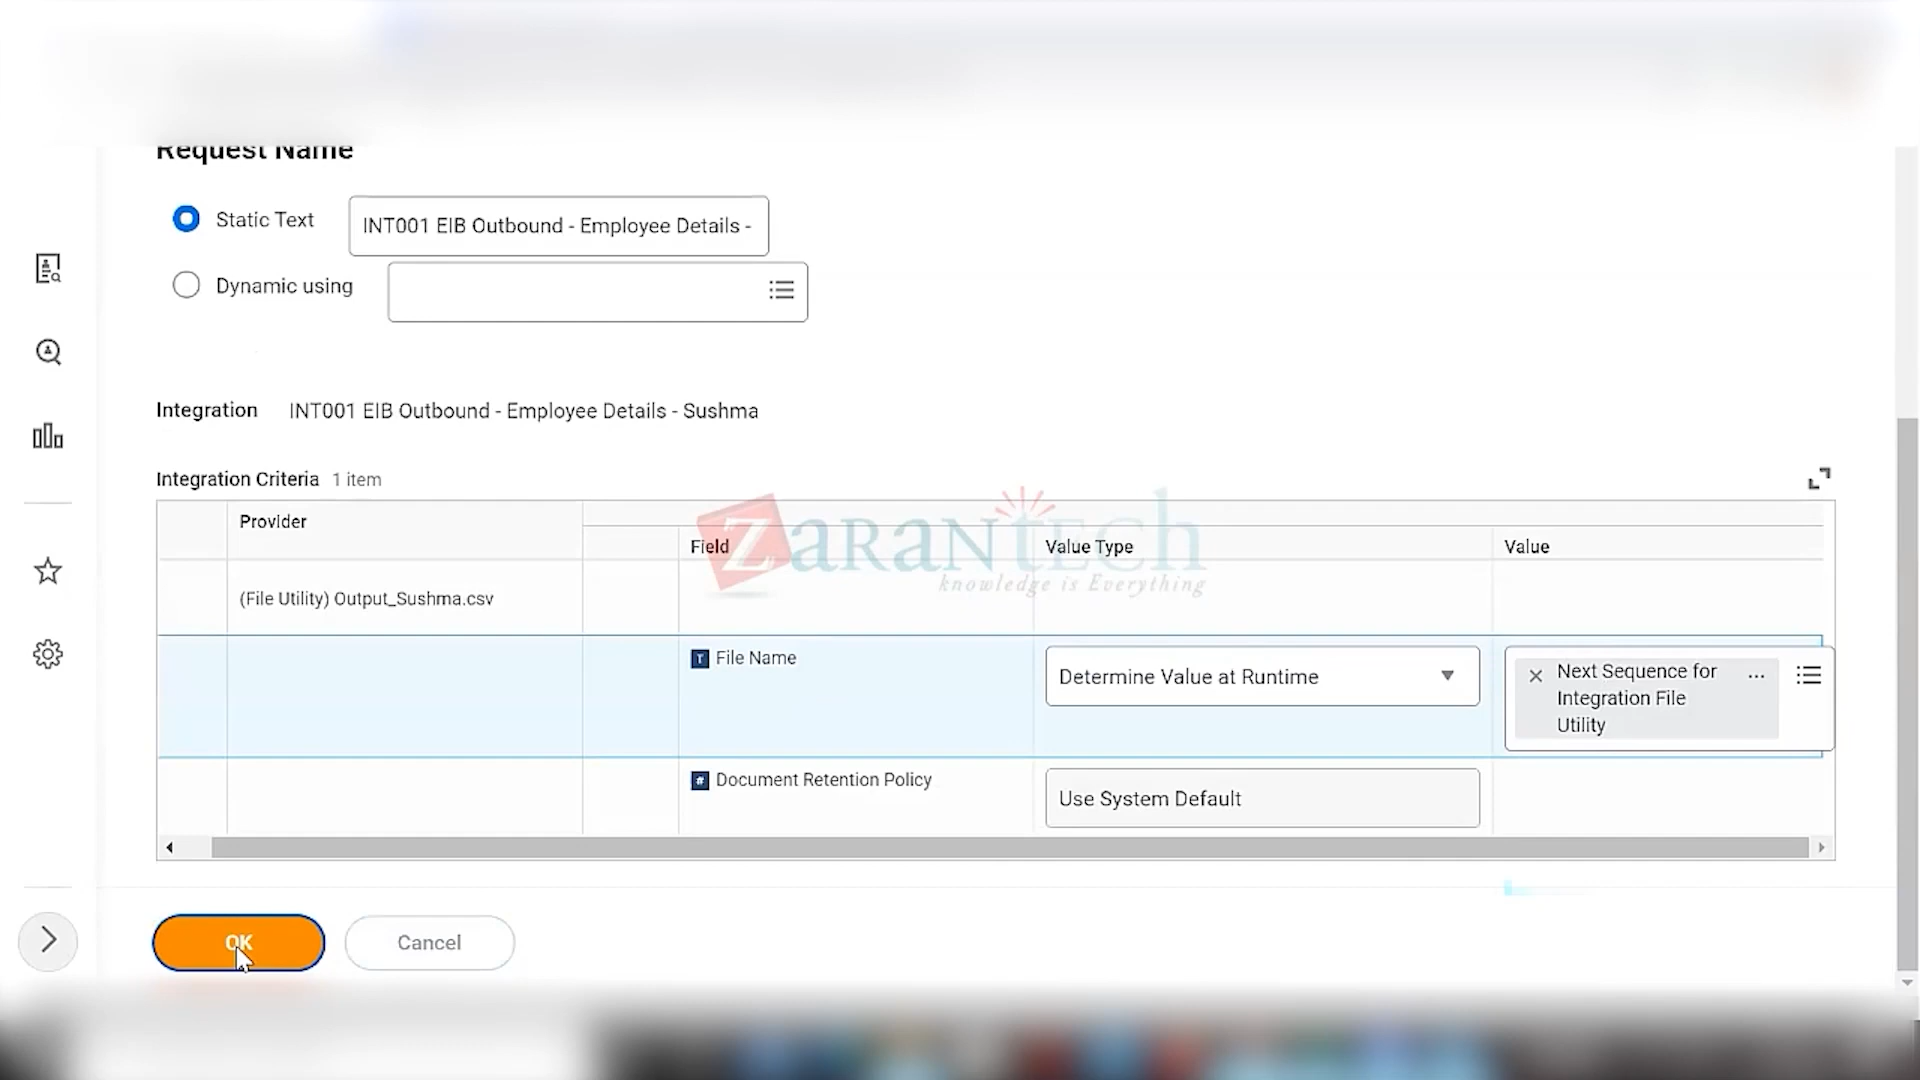 Request Name
Static Text
INT001 EIB Outbound - Employee Details -
Dynamic using
Integration
INT001 EIB Outbound - Employee Details - Sushma
Integration Criteria 1 item
Provider
Field
Value Type
Value
(File Utility) Output_Sushma.csv
T File Name
Determine Value at Runtime
Next Sequence for
Integration File
Utility
...
# Document Retention Policy
Use System Default
OK
Cancel
ZaranTech
knowledge is Everything